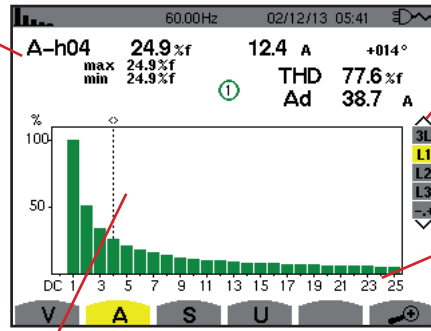 60.00Hz 02/12/13 05:41
A-h04 24.9 %f 12.4 A +014°
max 24.9%f
min 24.9%f
THD 77.6 %f
① Ad 38.7 A
%
100
50
3L
L1
L2
L3
-.+
DC 1 3 5 7 9 11 13 15 17 19 21 23 25
V A S U